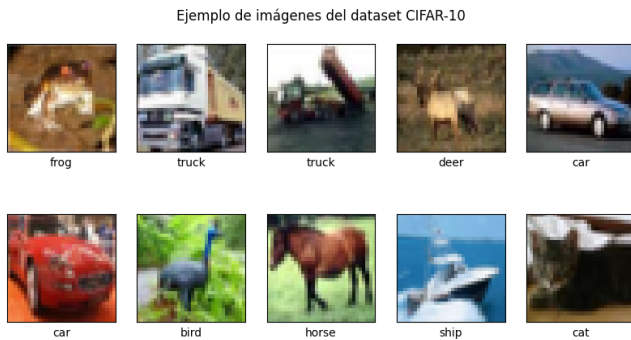 Ejemplo de imágenes del dataset CIFAR-10
frog
truck
truck
deer
car
car
bird
horse
ship
cat